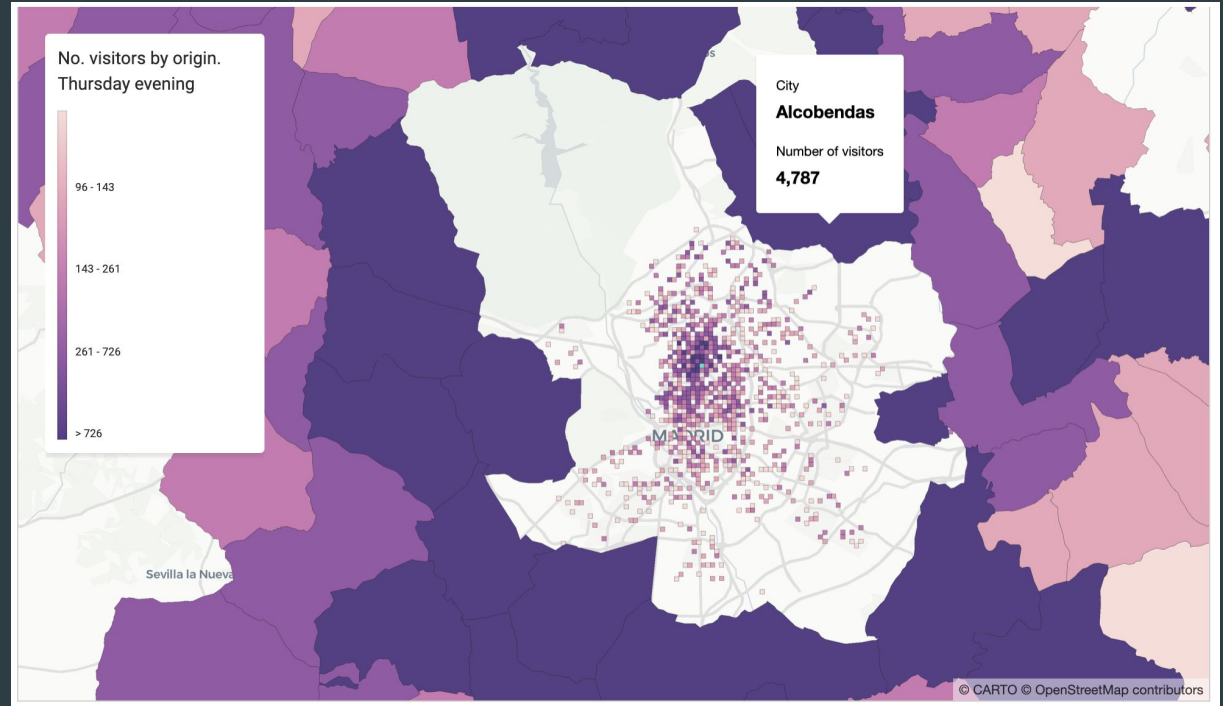 No. visitors by origin.
Thursday evening
96 - 143
143 - 261
261 - 726
> 726
City
Alcobendas
Number of visitors
4,787
MADRID
Sevilla la Nueva
© CARTO © OpenStreetMap contributors